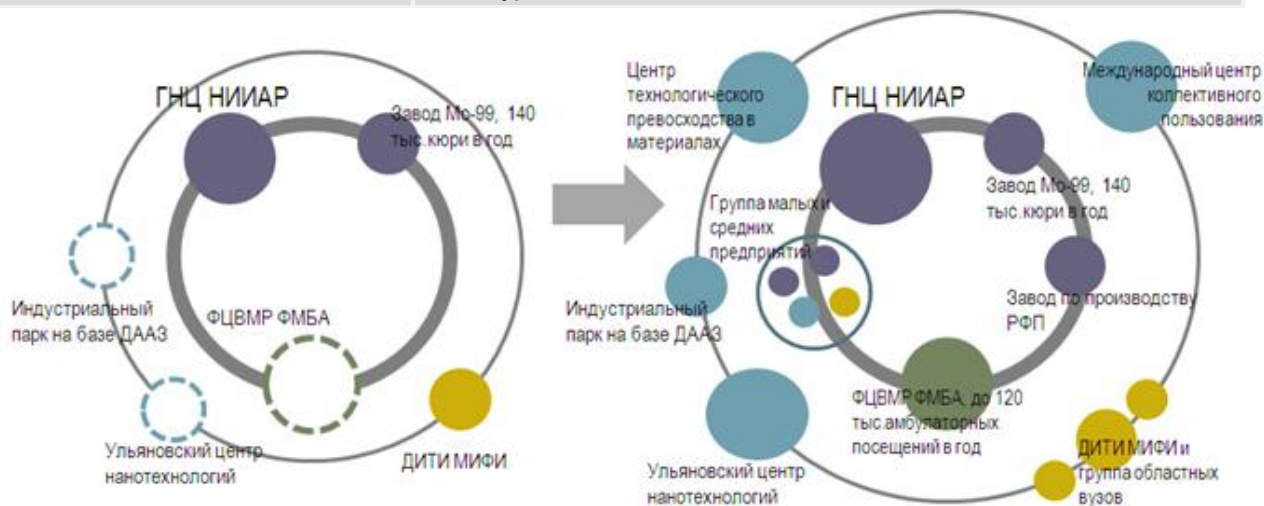 ГНЦ НИИАР
Завод Мо-99, 140
тыс.кюри в год
Индустриальный
парк на базе ДААЗ
ФЦВМР ФМБА
Ульяновский центр
нанотехнологий
ДИТИ МИФИ
Центр
технологического
превосходства в
материалах
ГНЦ НИИАР
Международный центр
коллективного
пользования
Завод Мо-99, 140
тыс.кюри в год
Группа малых и
средних
предприятий
Завод по производству
РФП
Индустриальный
парк на базе ДААЗ
ФЦВМР ФМБА, до 120
тыс.амбулаторных
посещений в год
Ульяновский центр
нанотехнологий
ДИТИ МИФИ и
группа областных
вузов